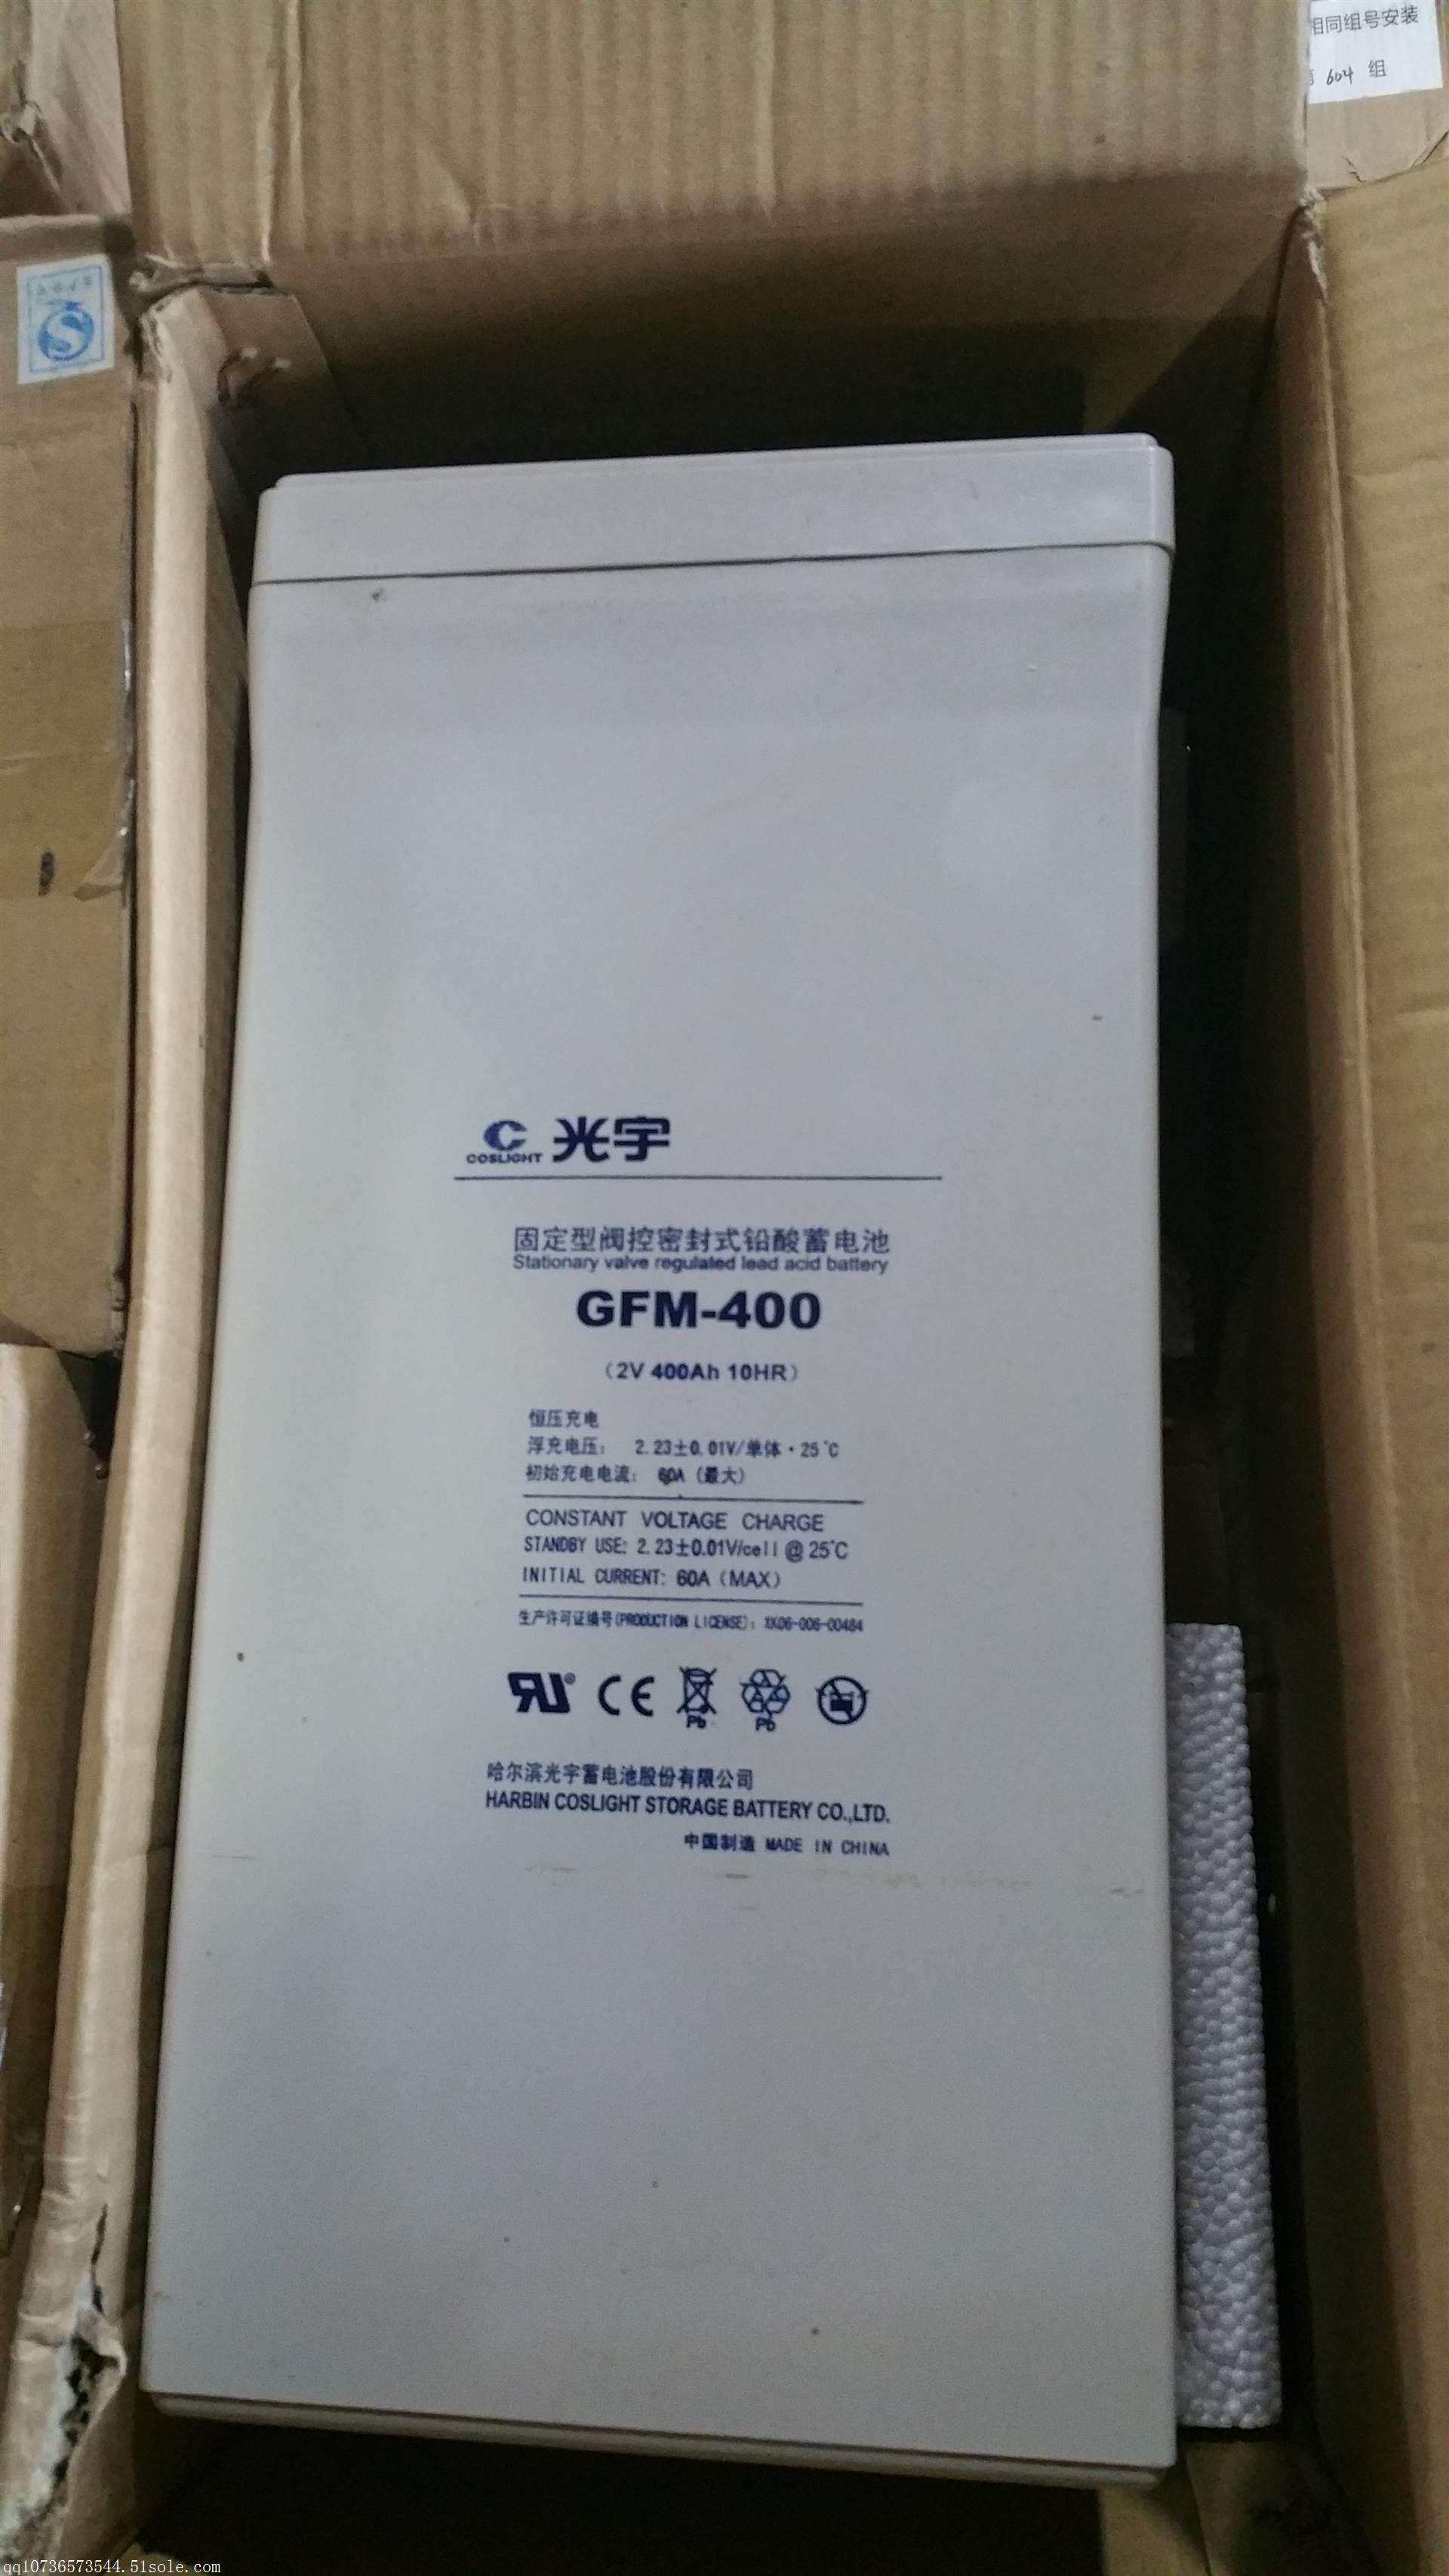 相同组号安装
604 组
COSLIGHT 光宇
固定型阀控密封式铅酸蓄电池
Stationary valve regulated lead acid battery
GFM-400
（2V 400Ah 10HR）
恒压充电
浮充电压： 2.23±0.01V/单体·25℃
初始充电电流： 60A（最大）
CONSTANT VOLTAGE CHARGE
STANDBY USE: 2.23±0.01V/cell @ 25℃
INITIAL CURRENT: 60A（MAX）
生产许可证编号(PRODUCTION LICENSE)：XK06-006-00484
CE
Pb Pb
哈尔滨光宇蓄电池股份有限公司
HARBIN COSLIGHT STORAGE BATTERY CO.,LTD.
中国制造 MADE IN CHINA
qq10736573544.51sole.com